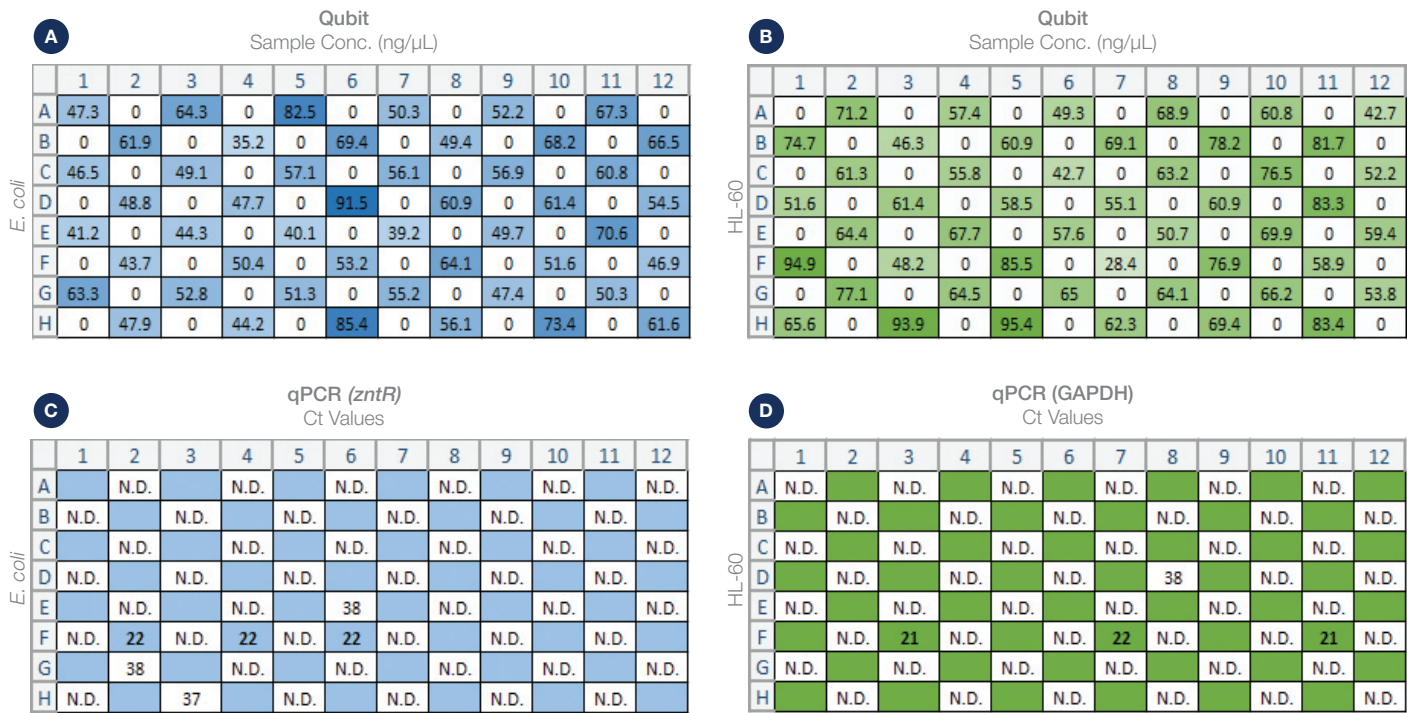 A
Qubit
Sample Conc. (ng/µL)
1 2 3 4 5 6 7 8 9 10 11 12
A 47.3 0 64.3 0 82.5 0 50.3 0 52.2 0 67.3 0
B 0 61.9 0 35.2 0 69.4 0 49.4 0 68.2 0 66.5
C 46.5 0 49.1 0 57.1 0 56.1 0 56.9 0 60.8 0
D 0 48.8 0 47.7 0 91.5 0 60.9 0 61.4 0 54.5
E 41.2 0 44.3 0 40.1 0 39.2 0 49.7 0 70.6 0
F 0 43.7 0 50.4 0 53.2 0 64.1 0 51.6 0 46.9
G 63.3 0 52.8 0 51.3 0 55.2 0 47.4 0 50.3 0
H 0 47.9 0 44.2 0 85.4 0 56.1 0 73.4 0 61.6
E. coli
B
Qubit
Sample Conc. (ng/µL)
1 2 3 4 5 6 7 8 9 10 11 12
A 0 71.2 0 57.4 0 49.3 0 68.9 0 60.8 0 42.7
B 74.7 0 46.3 0 60.9 0 69.1 0 78.2 0 81.7 0
C 0 61.3 0 55.8 0 42.7 0 63.2 0 76.5 0 52.2
D 51.6 0 61.4 0 58.5 0 55.1 0 60.9 0 83.3 0
E 0 64.4 0 67.7 0 57.6 0 50.7 0 69.9 0 59.4
F 94.9 0 48.2 0 85.5 0 28.4 0 76.9 0 58.9 0
G 0 77.1 0 64.5 0 65 0 64.1 0 66.2 0 53.8
H 65.6 0 93.9 0 95.4 0 62.3 0 69.4 0 83.4 0
HL-60
C
qPCR (zntR)
Ct Values
1 2 3 4 5 6 7 8 9 10 11 12
A N.D. N.D. N.D. N.D. N.D. N.D.
B N.D. N.D. N.D. N.D. N.D. N.D.
C N.D. N.D. N.D. N.D. N.D. N.D.
D N.D. N.D. N.D. N.D. N.D. N.D.
E N.D. N.D. 38 N.D. N.D. N.D.
F N.D. 22 N.D. 22 N.D. 22 N.D. N.D. N.D.
G 38 N.D. N.D. N.D. N.D. N.D.
H N.D. 37 N.D. N.D. N.D. N.D.
E. coli
D
qPCR (GAPDH)
Ct Values
1 2 3 4 5 6 7 8 9 10 11 12
A N.D. N.D. N.D. N.D. N.D. N.D.
B N.D. N.D. N.D. N.D. N.D. N.D.
C N.D. N.D. N.D. N.D. N.D. N.D.
D N.D. N.D. N.D. 38 N.D. N.D.
E N.D. N.D. N.D. N.D. N.D. N.D.
F N.D. 21 N.D. N.D. 22 N.D. N.D. 21 N.D.
G N.D. N.D. N.D. N.D. N.D. N.D.
H N.D. N.D. N.D. N.D. N.D. N.D.
HL-60